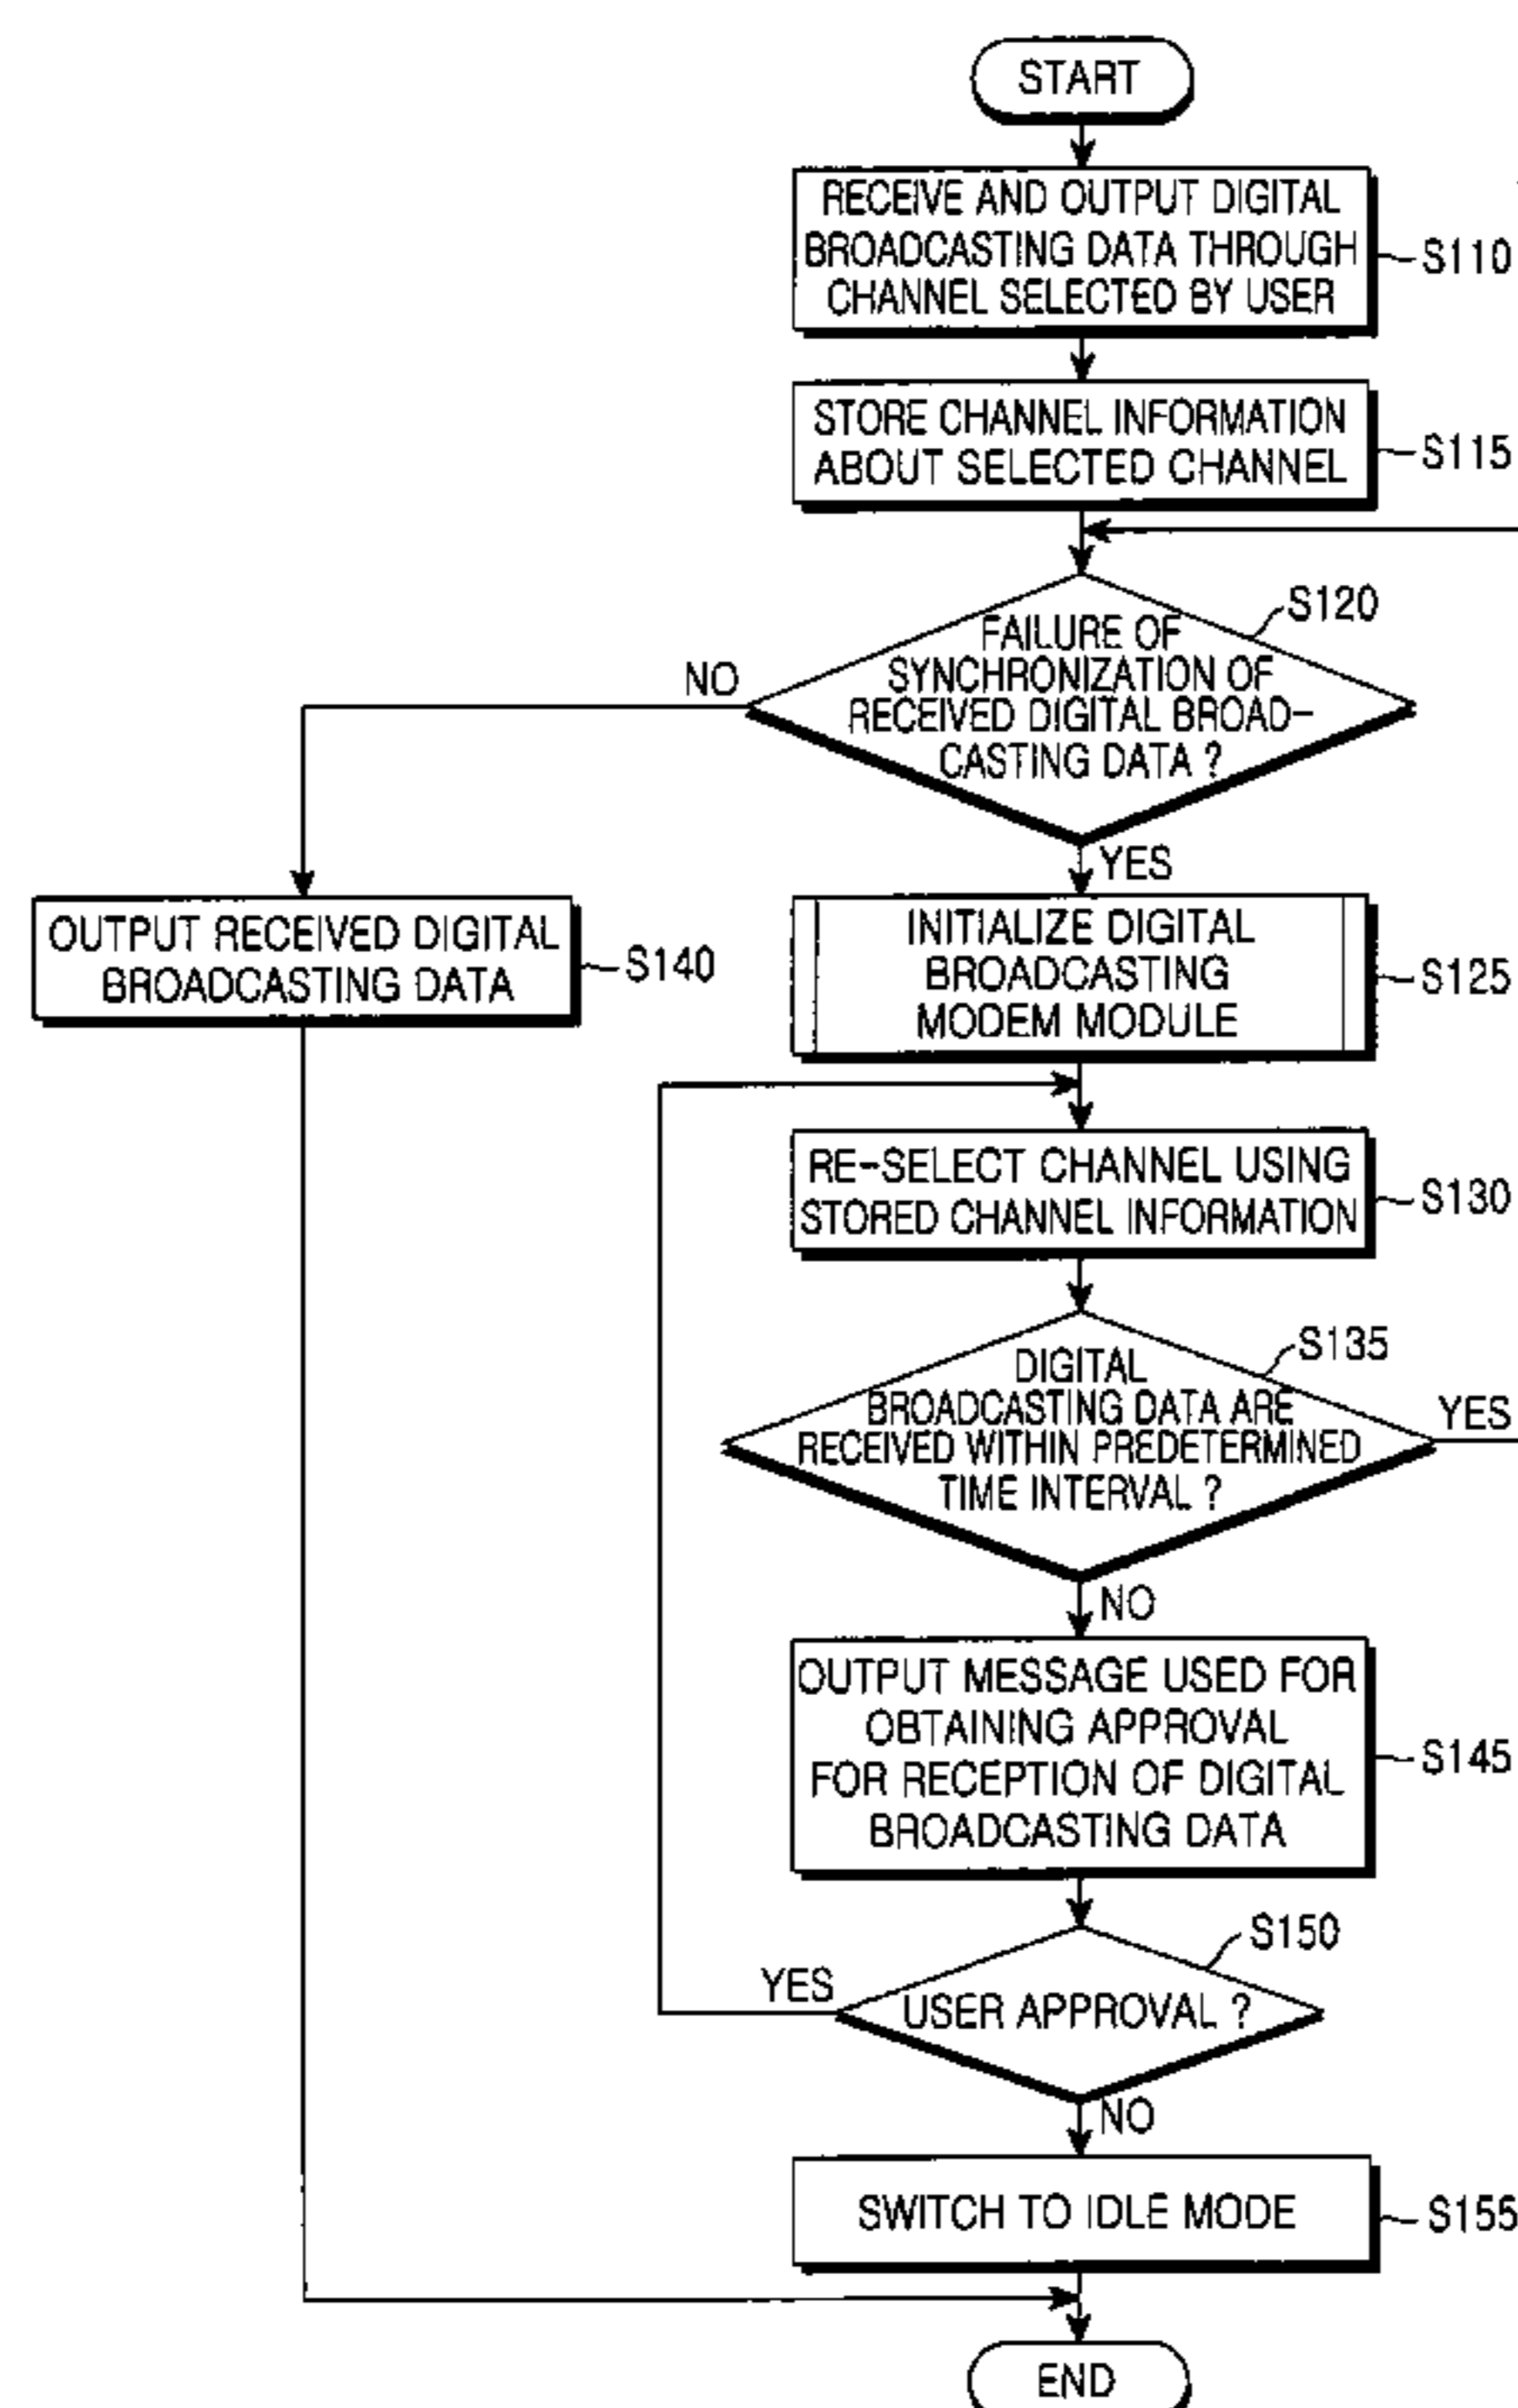 START
RECEIVE AND OUTPUT DIGITAL
BROADCASTING DATA THROUGH
CHANNEL SELECTED BY USER
S110
STORE CHANNEL INFORMATION
ABOUT SELECTED CHANNEL
S115
S120
FAILURE OF
SYNCHRONIZATION OF
RECEIVED DIGITAL BROAD-
CASTING DATA ?
NO
YES
OUTPUT RECEIVED DIGITAL
BROADCASTING DATA
S140
INITIALIZE DIGITAL
BROADCASTING
MODEM MODULE
S125
RE-SELECT CHANNEL USING
STORED CHANNEL INFORMATION
S130
S135
DIGITAL
BROADCASTING DATA ARE
RECEIVED WITHIN PREDETERMINED
TIME INTERVAL ?
YES
NO
OUTPUT MESSAGE USED FOR
OBTAINING APPROVAL
FOR RECEPTION OF DIGITAL
BROADCASTING DATA
S145
S150
YES
USER APPROVAL ?
NO
SWITCH TO IDLE MODE
S155
END